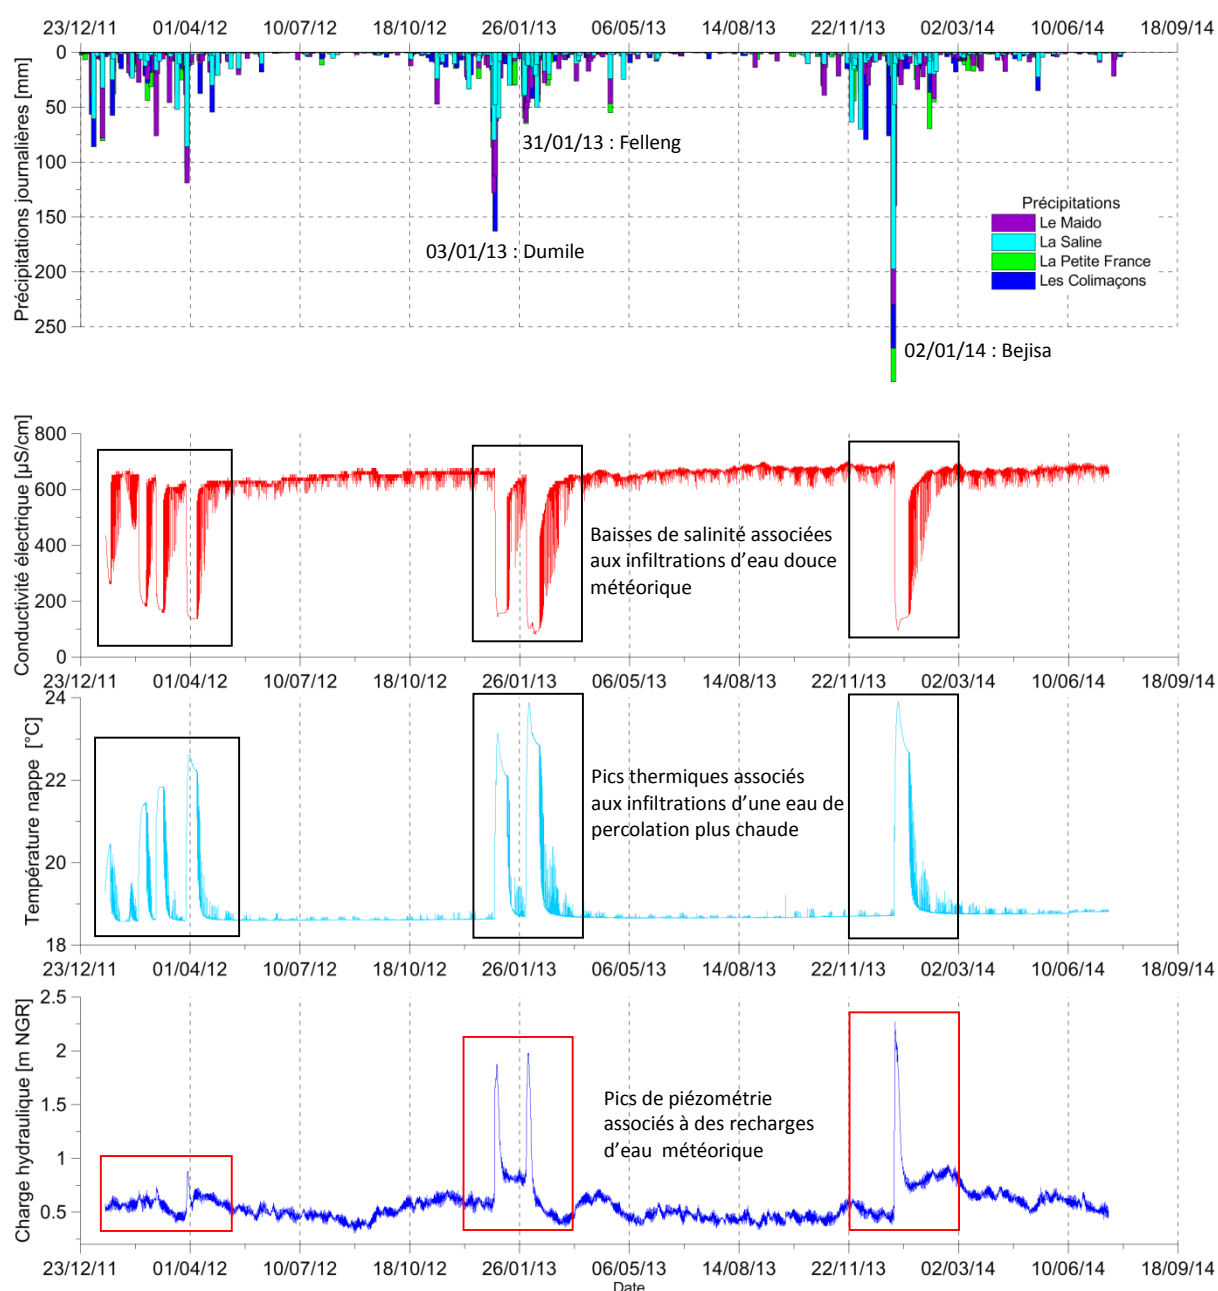 23/12/11 01/04/12 10/07/12 18/10/12 26/01/13 06/05/13 14/08/13 22/11/13 02/03/14 10/06/14 18/09/14
Précipitations journalières [mm]
0
50
100
150
200
250
31/01/13 : Felleng
03/01/13 : Dumile
02/01/14 : Bejisa
Précipitations
Le Maido
La Saline
La Petite France
Les Colimaçons
Conductivité électrique [µS/cm]
800
600
400
200
0
Baisses de salinité associées
aux infiltrations d'eau douce
météorique
23/12/11 01/04/12 10/07/12 18/10/12 26/01/13 06/05/13 14/08/13 22/11/13 02/03/14 10/06/14 18/09/14
Température nappe [°C]
24
22
20
18
Pics thermiques associés
aux infiltrations d'une eau de
percolation plus chaude
23/12/11 01/04/12 10/07/12 18/10/12 26/01/13 06/05/13 14/08/13 22/11/13 02/03/14 10/06/14 18/09/14
Charge hydraulique [m NGR]
2.5
2
1.5
1
0.5
Pics de piézométrie
associés à des recharges
d'eau météorique
23/12/11 01/04/12 10/07/12 18/10/12 26/01/13 06/05/13 14/08/13 22/11/13 02/03/14 10/06/14 18/09/14
Date